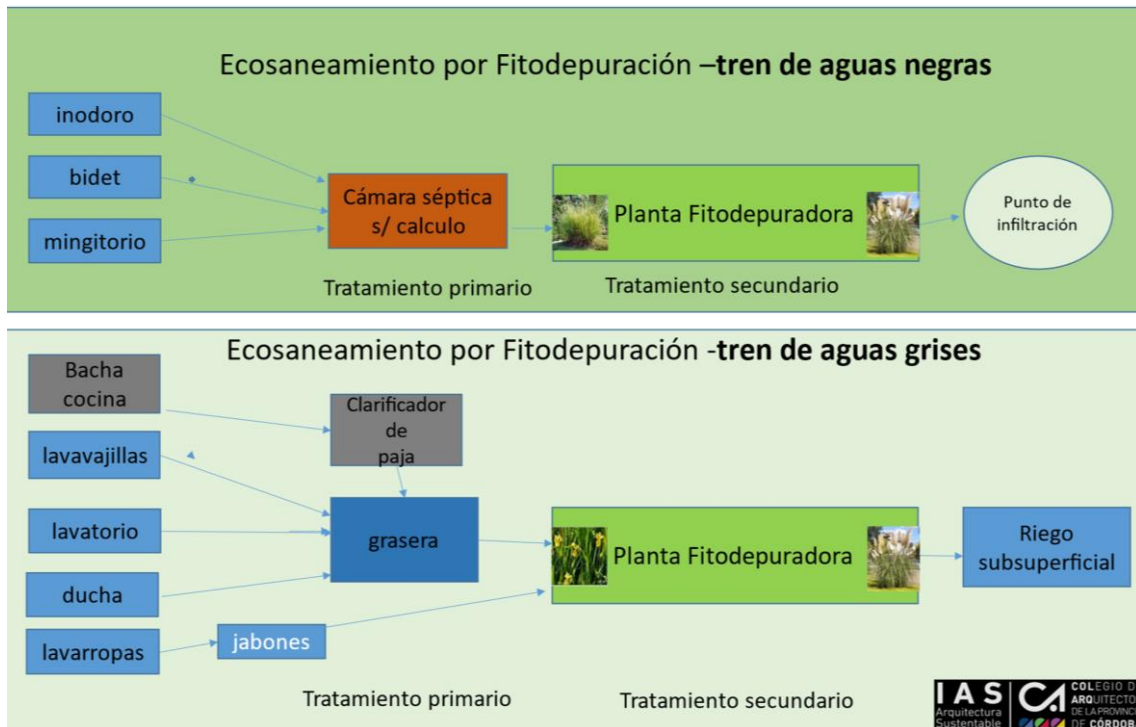 Ecosaneamiento por Fitodepuración –tren de aguas negras
inodoro
bidet
mingitorio
Cámara séptica
s/ calculo
Planta Fitodepuradora
Punto de
infiltración
Tratamiento primario
Tratamiento secundario
Ecosaneamiento por Fitodepuración -tren de aguas grises
Bacha
cocina
Clarificador
de
paja
lavavajillas
lavatorio
grasera
Planta Fitodepuradora
Riego
subsuperficial
ducha
lavarropas
jabones
Tratamiento primario
Tratamiento secundario
IAS
Arquitectura
Sustentable
CA
COLEGIO D
ARQUITECTO
DE LA PROVINC
DE CÓRDO